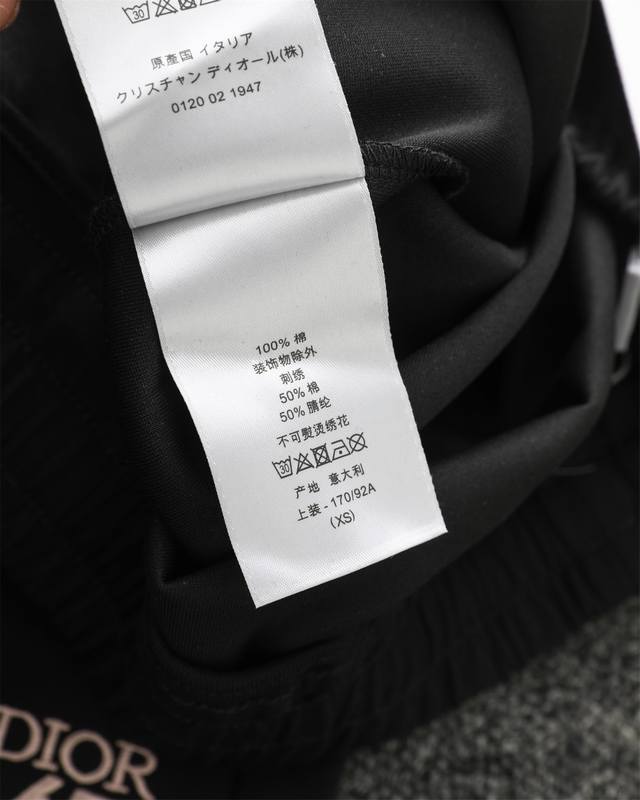 原産国 イタリア
クリスチャン ディオール(株)
0120 02 1947
100% 棉
装饰物除外
刺绣
50% 棉
50% 腈纶
不可熨烫绣花
30
产地 意大利
上装 - 170/92A
(XS)
DIOR